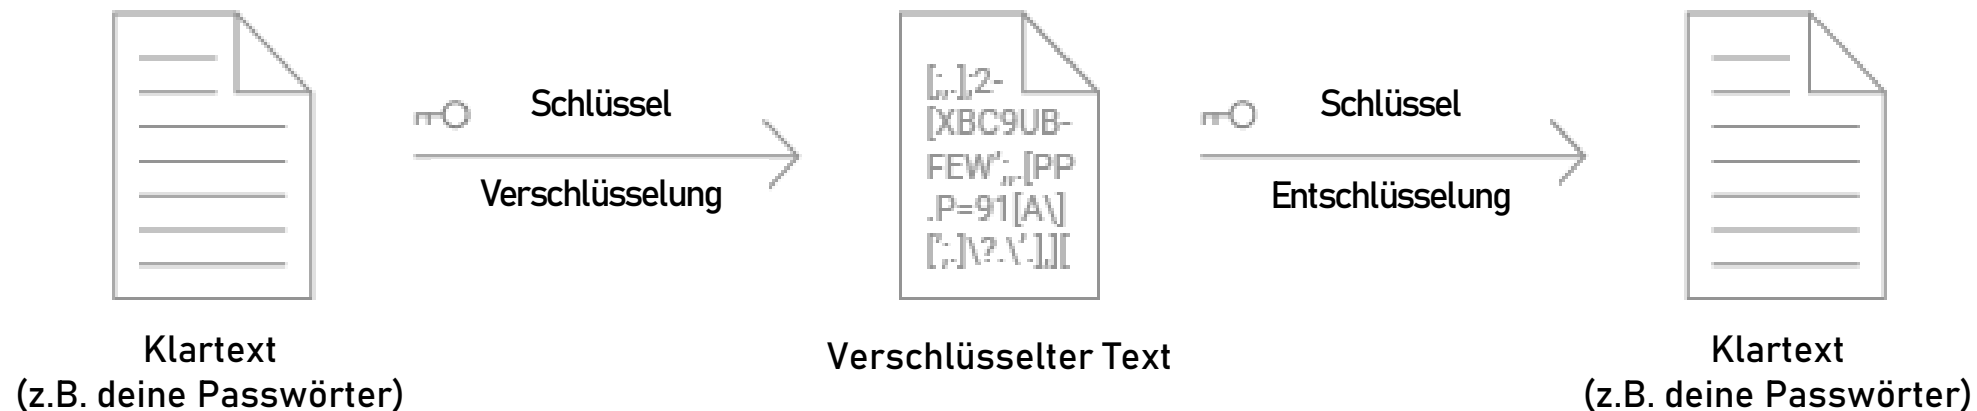 Schlüssel
Verschlüsselung
[;,.];2-
[XBC9UB-
FEW';,.[PP
.P=91[A\]
[';.]\?.\'.],][
Schlüssel
Entschlüsselung
Klartext
(z.B. deine Passwörter)
Verschlüsselter Text
Klartext
(z.B. deine Passwörter)